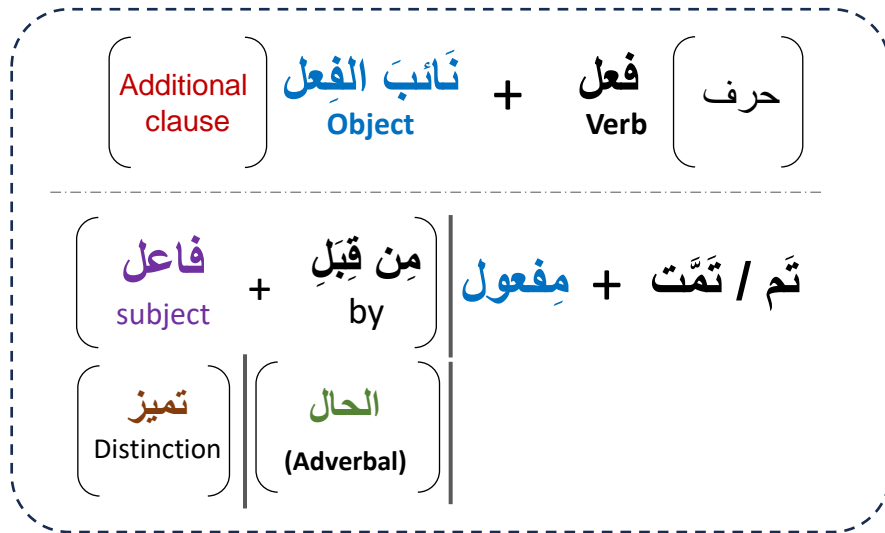 حرف
فعل
Verb
+
نَائبَ الفِعل
Object
Additional
clause
تَم / تَمَّت + مِفعول
مِن قِبَلِ
by
+
فاعل
subject
الحال
(Adverbal)
تميز
Distinction